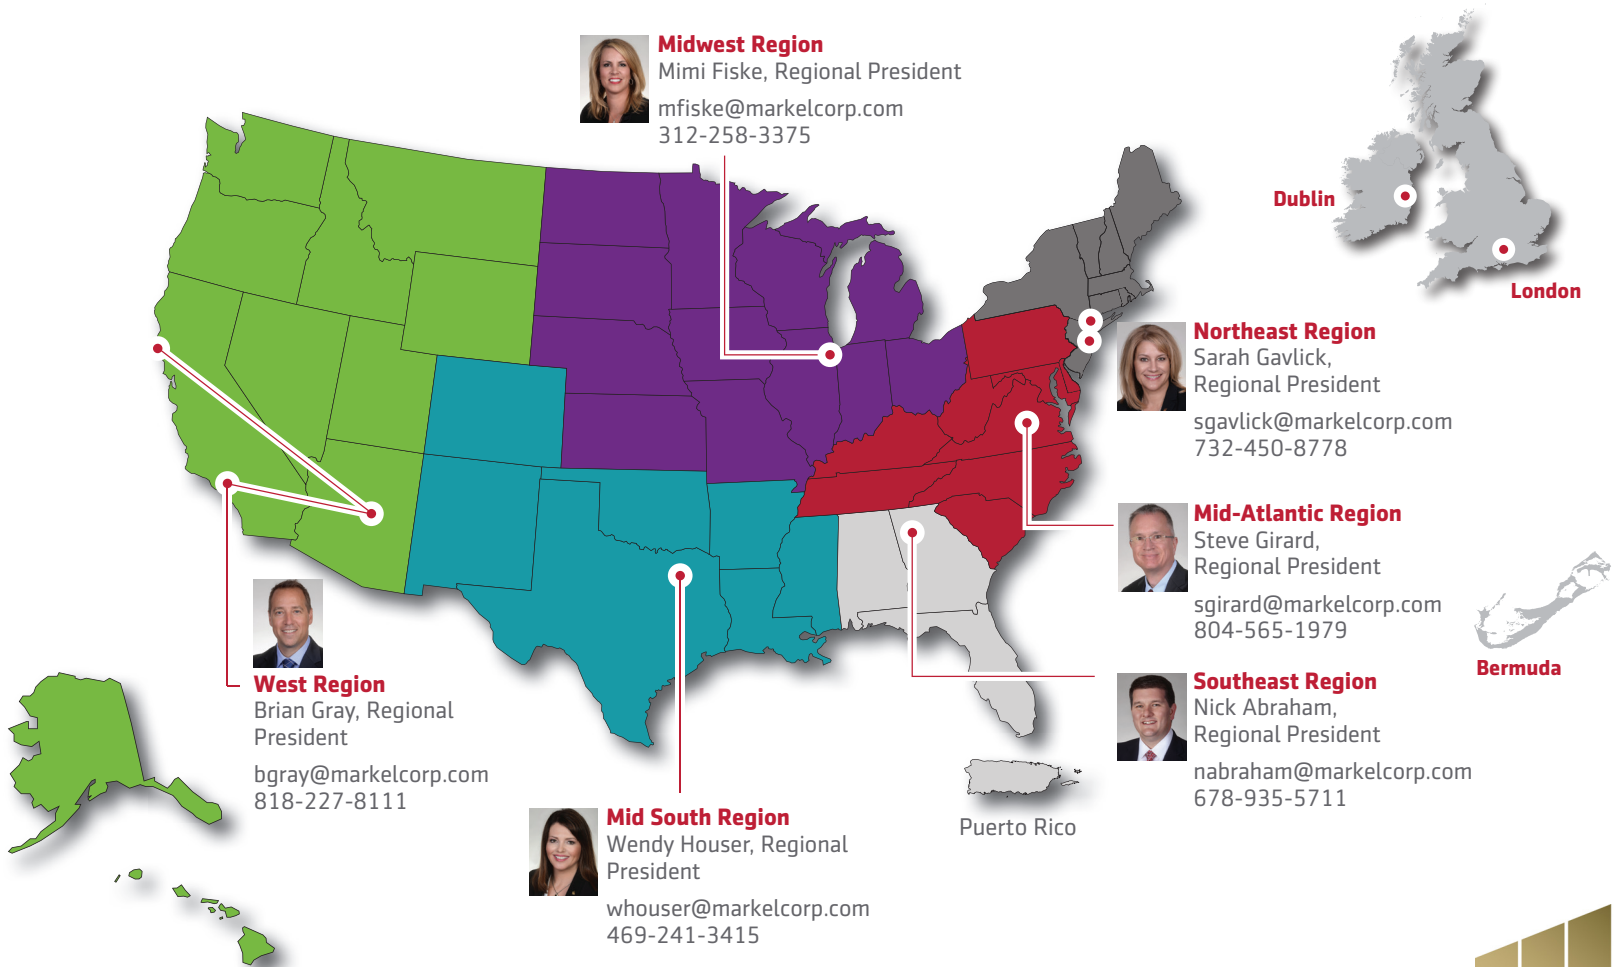 Midwest Region
Mimi Fiske, Regional President
mfiske@markelcorp.com
312-258-3375
Dublin
London
Northeast Region
Sarah Gavlick,
Regional President
sgavlick@markelcorp.com
732-450-8778
Mid-Atlantic Region
Steve Girard,
Regional President
sgirard@markelcorp.com
804-565-1979
Bermuda
Southeast Region
Nick Abraham,
Regional President
nabraham@markelcorp.com
678-935-5711
West Region
Brian Gray, Regional
President
bgray@markelcorp.com
818-227-8111
Mid South Region
Wendy Houser, Regional
President
whouser@markelcorp.com
469-241-3415
Puerto Rico